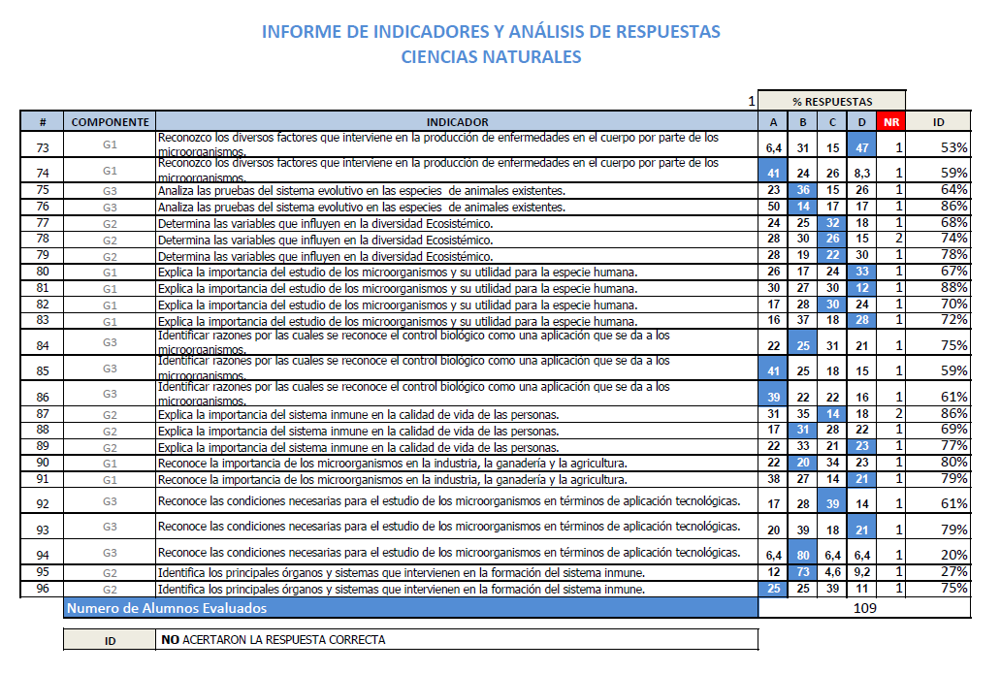 INFORME DE INDICADORES Y ANÁLISIS DE RESPUESTAS
CIENCIAS NATURALES
1 % RESPUESTAS
# COMPONENTE INDICADOR A B C D NR ID
73 G1 Reconozco los diversos factores que interviene en la producción de enfermedades en el cuerpo por parte de los
microorganismos. 6,4 31 15 47 1 53%
74 G1 Reconozco los diversos factores que interviene en la producción de enfermedades en el cuerpo por parte de los
microorganismos. 41 24 26 8,3 1 59%
75 G3 Analiza las pruebas del sistema evolutivo en las especies de animales existentes. 23 36 15 26 1 64%
76 G3 Analiza las pruebas del sistema evolutivo en las especies de animales existentes. 50 14 17 17 1 86%
77 G2 Determina las variables que influyen en la diversidad Ecosistémico. 24 25 32 18 1 68%
78 G2 Determina las variables que influyen en la diversidad Ecosistémico. 28 30 26 15 2 74%
79 G2 Determina las variables que influyen en la diversidad Ecosistémico. 28 19 22 30 1 78%
80 G1 Explica la importancia del estudio de los microorganismos y su utilidad para la especie humana. 26 17 24 33 1 67%
81 G1 Explica la importancia del estudio de los microorganismos y su utilidad para la especie humana. 30 27 30 12 1 88%
82 G1 Explica la importancia del estudio de los microorganismos y su utilidad para la especie humana. 17 28 30 24 1 70%
83 G1 Explica la importancia del estudio de los microorganismos y su utilidad para la especie humana. 16 37 18 28 1 72%
84 G3 Identificar razones por las cuales se reconoce el control biológico como una aplicación que se da a los
microorganismos. 22 25 31 21 1 75%
85 G3 Identificar razones por las cuales se reconoce el control biológico como una aplicación que se da a los
microorganismos. 41 25 18 15 1 59%
86 G3 Identificar razones por las cuales se reconoce el control biológico como una aplicación que se da a los
microorganismos. 39 22 22 16 1 61%
87 G2 Explica la importancia del sistema inmune en la calidad de vida de las personas. 31 35 14 18 2 86%
88 G2 Explica la importancia del sistema inmune en la calidad de vida de las personas. 17 31 28 22 1 69%
89 G2 Explica la importancia del sistema inmune en la calidad de vida de las personas. 22 33 21 23 1 77%
90 G1 Reconoce la importancia de los microorganismos en la industria, la ganadería y la agricultura. 22 20 34 23 1 80%
91 G1 Reconoce la importancia de los microorganismos en la industria, la ganadería y la agricultura. 38 27 14 21 1 79%
92 G3 Reconoce las condiciones necesarias para el estudio de los microorganismos en términos de aplicación tecnológicas. 17 28 39 14 1 61%
93 G3 Reconoce las condiciones necesarias para el estudio de los microorganismos en términos de aplicación tecnológicas. 20 39 18 21 1 79%
94 G3 Reconoce las condiciones necesarias para el estudio de los microorganismos en términos de aplicación tecnológicas. 6,4 80 6,4 6,4 1 20%
95 G2 Identifica los principales órganos y sistemas que intervienen en la formación del sistema inmune. 12 73 4,6 9,2 1 27%
96 G2 Identifica los principales órganos y sistemas que intervienen en la formación del sistema inmune. 25 25 39 11 1 75%
Numero de Alumnos Evaluados 109
ID NO ACERTARON LA RESPUESTA CORRECTA